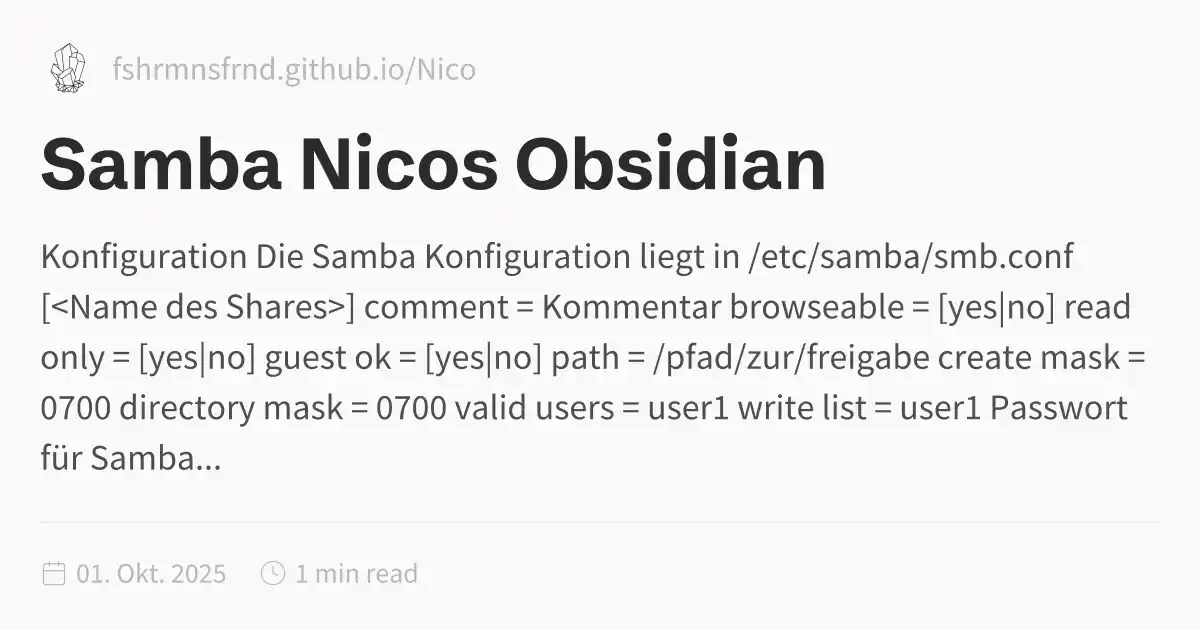 fshrmnsfrnd.github.io/Nico
Samba Nicos Obsidian
Konfiguration Die Samba Konfiguration liegt in /etc/samba/smb.conf
[<Name des Shares>] comment = Kommentar browseable = [yes|no] read
only = [yes|no] guest ok = [yes|no] path = /pfad/zur/freigabe create mask =
0700 directory mask = 0700 valid users = user1 write list = user1 Passwort
für Samba...
01. Okt. 2025 1 min read